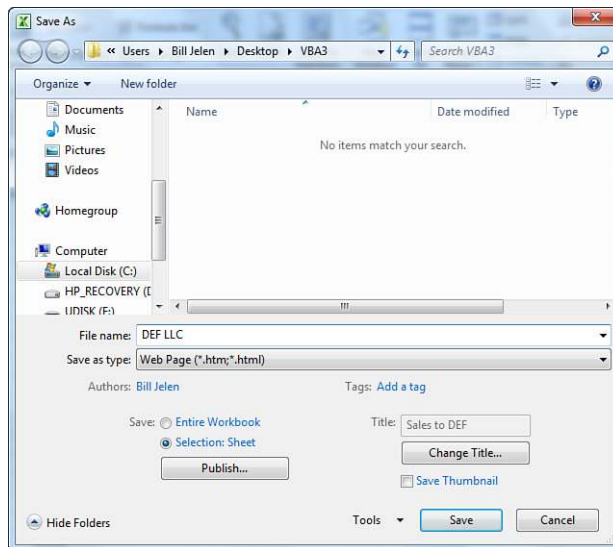 Save As
« Users ▸ Bill Jelen ▸ Desktop ▸ VBA3
Search VBA3
Organize ▾ New folder
Documents
Music
Pictures
Videos
Homegroup
Computer
Local Disk (C:)
HP_RECOVERY (D
UDISK (F:)
Name Date modified Type
No items match your search.
File name: DEF LLC
Save as type: Web Page (*.htm;*.html)
Authors: Bill Jelen Tags: Add a tag
Save: Entire Workbook
Selection: Sheet
Publish...
Title: Sales to DEF
Change Title...
Save Thumbnail
Hide Folders Tools ▾ Save Cancel